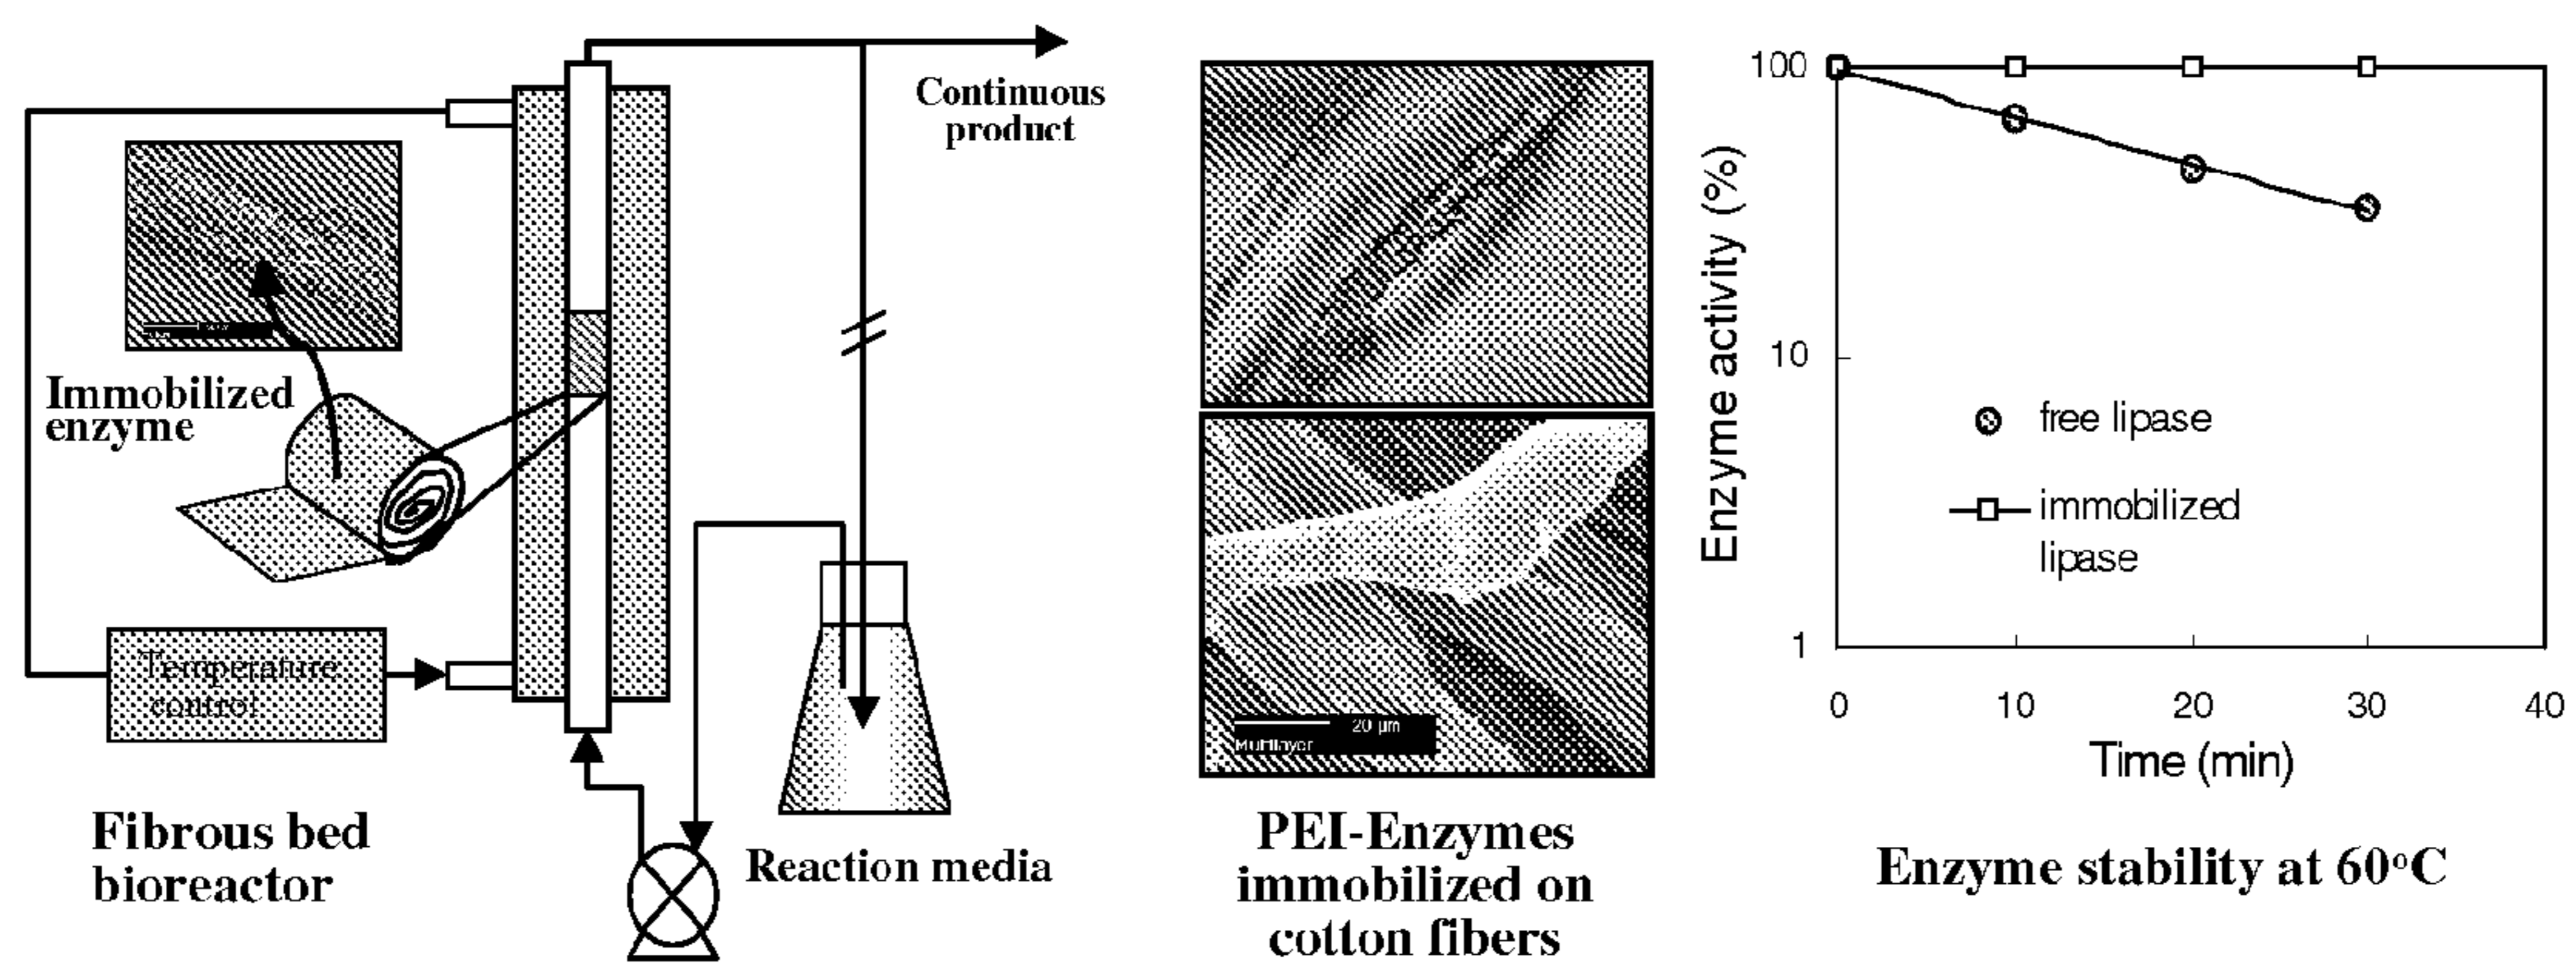 Continuous
product
Immobilized
enzyme
Temperature
control
Fibrous bed
bioreactor
Reaction media
20 µm
Multilayer
PEI-Enzymes
immobilized on
cotton fibers
Enzyme activity (%)
100
10
1
free lipase
immobilized
lipase
0 10 20 30 40
Time (min)
Enzyme stability at 60°C